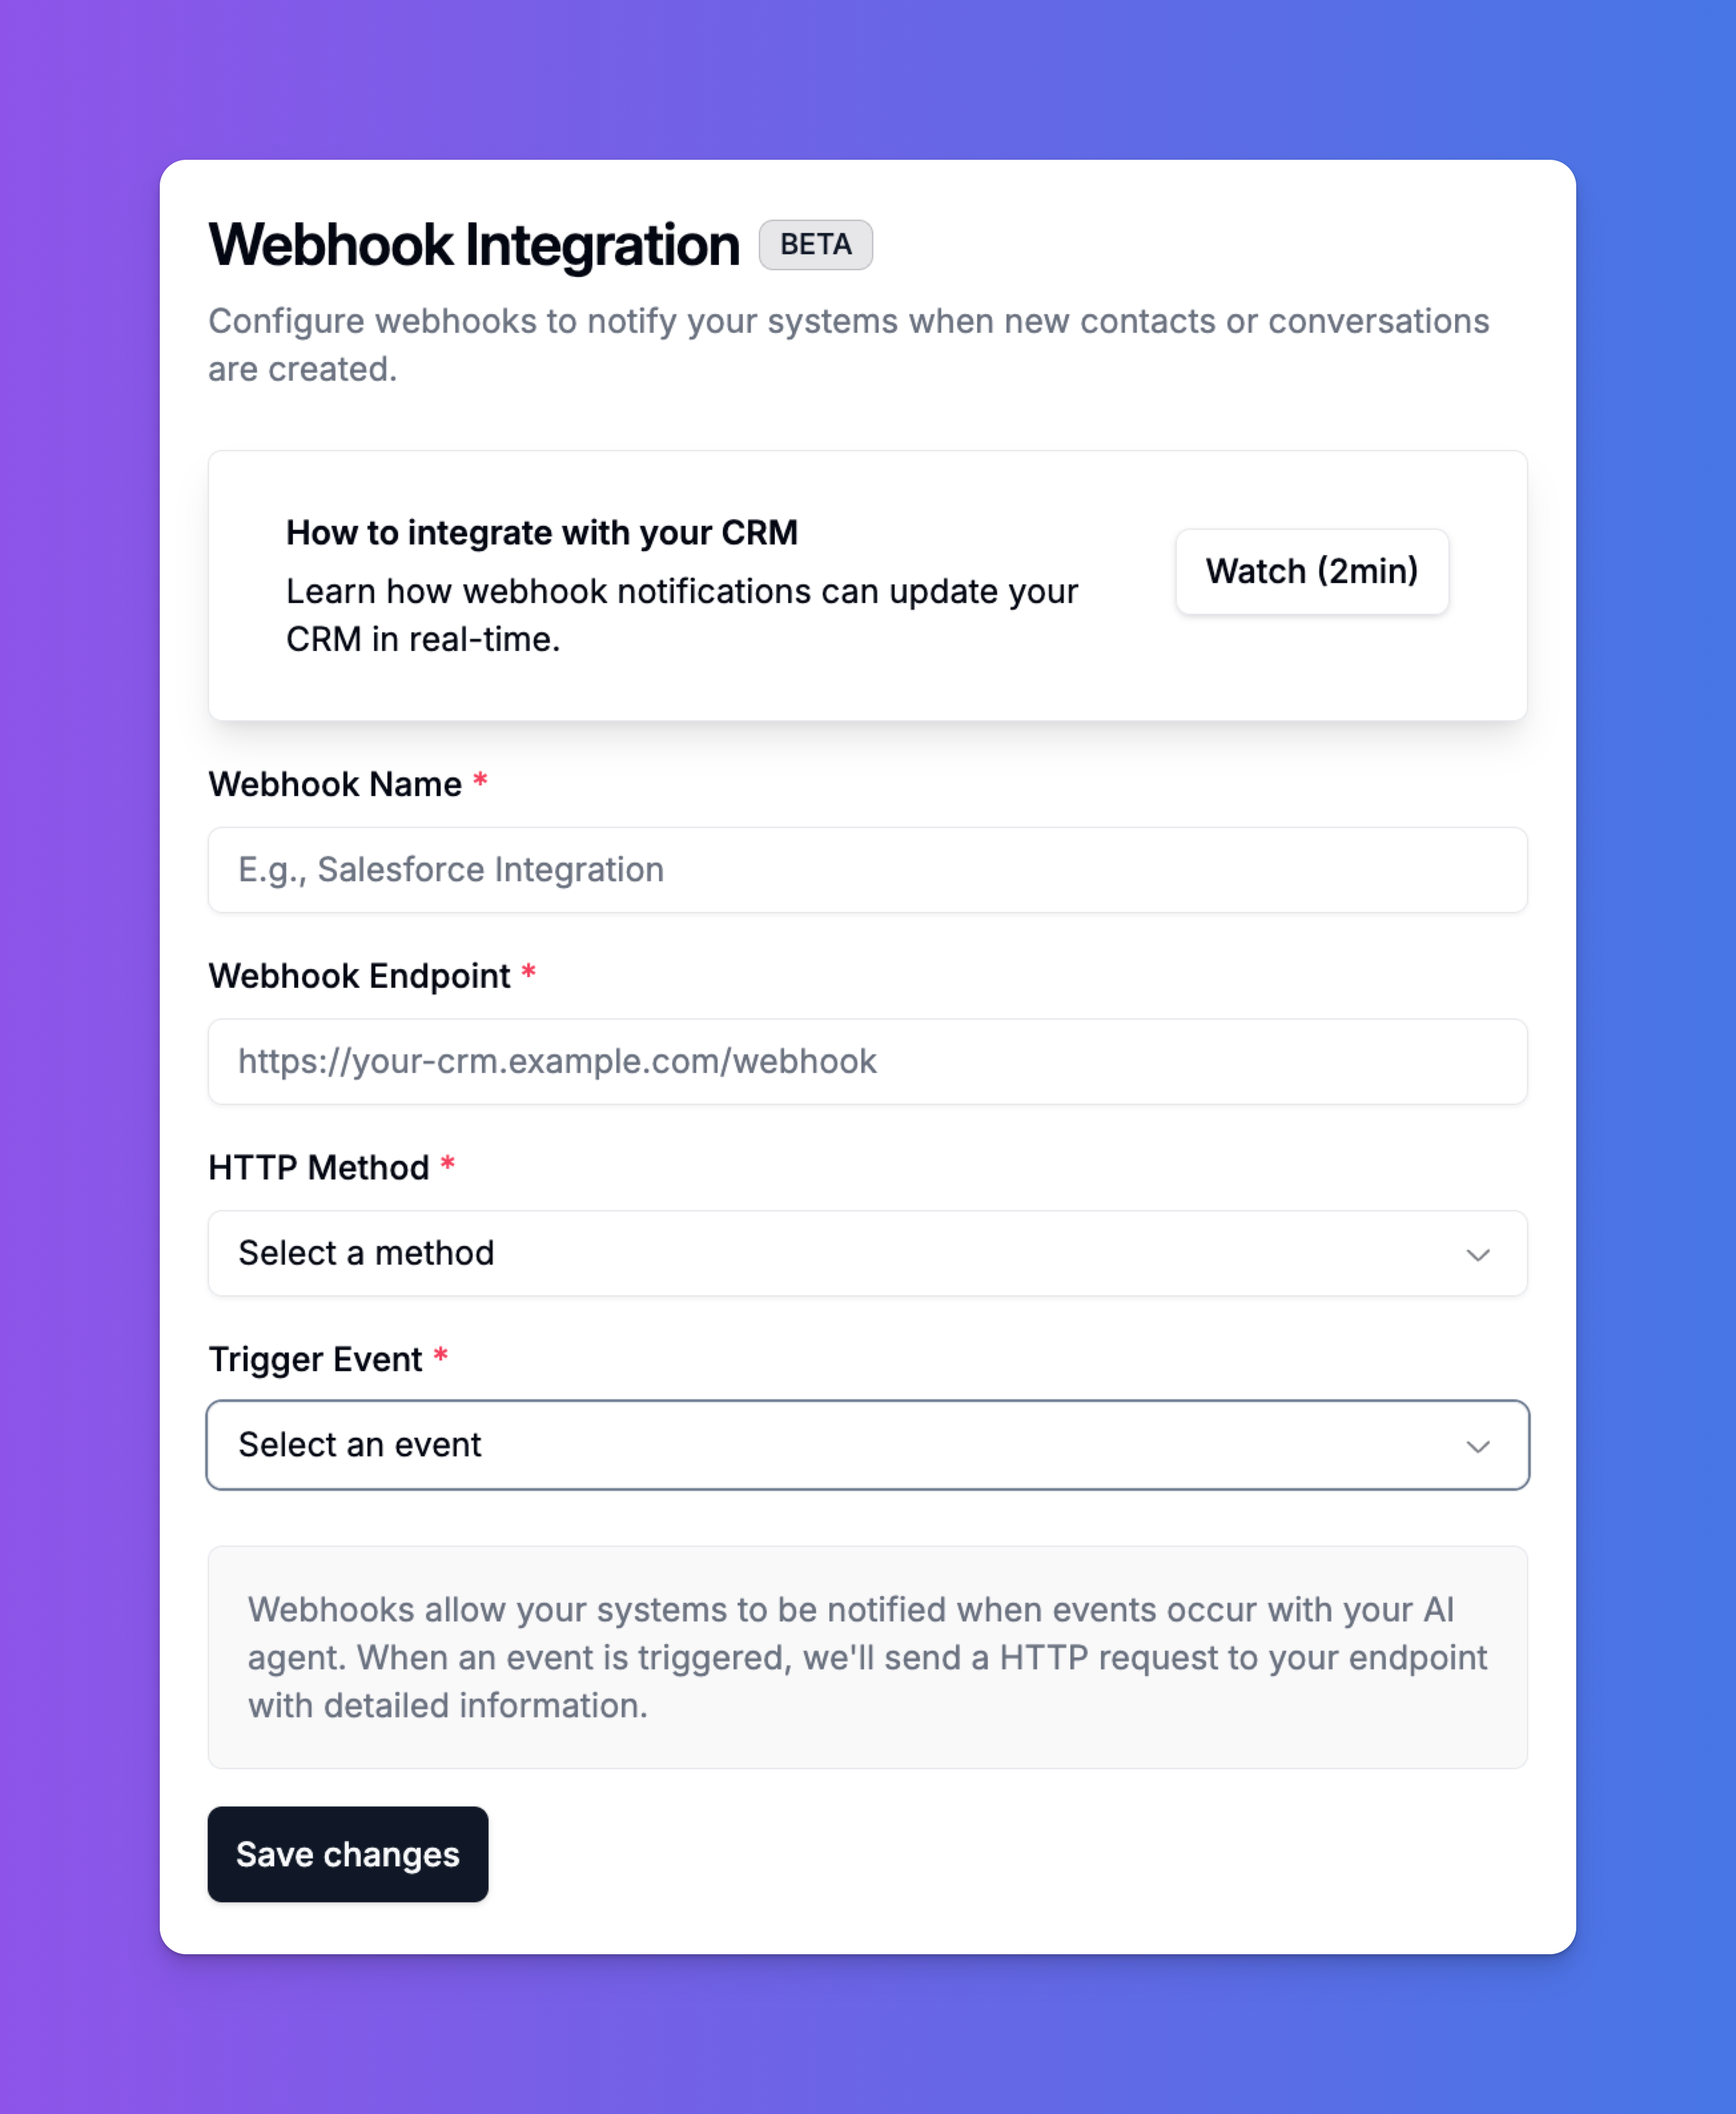 Webhook Integration BETA
Configure webhooks to notify your systems when new contacts or conversations
are created.
How to integrate with your CRM
Learn how webhook notifications can update your
CRM in real-time.
Watch (2min)
Webhook Name *
E.g., Salesforce Integration
Webhook Endpoint *
https://your-crm.example.com/webhook
HTTP Method *
Select a method
Trigger Event *
Select an event
Webhooks allow your systems to be notified when events occur with your AI
agent. When an event is triggered, we'll send a HTTP request to your endpoint
with detailed information.
Save changes